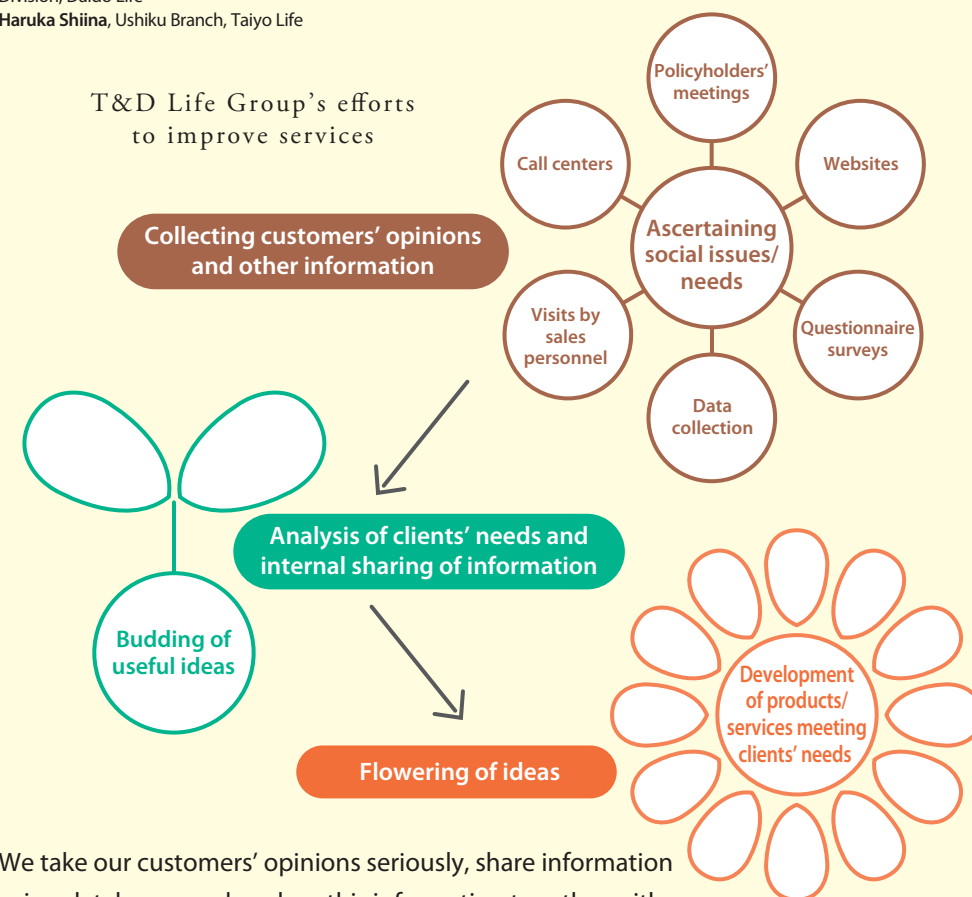 Division, Daido Life
Haruka Shiina, Ushiku Branch, Taiyo Life
T&D Life Group's efforts
to improve services
Policyholders'
meetings
Call centers
Websites
Ascertaining
social issues/
needs
Collecting customers' opinions
and other information
Visits by
sales
personnel
Questionnaire
surveys
Data
collection
Analysis of clients' needs and
internal sharing of information
Budding of
useful ideas
Development
of products/
services meeting
clients' needs
Flowering of ideas
We take our customers' opinions seriously, share information